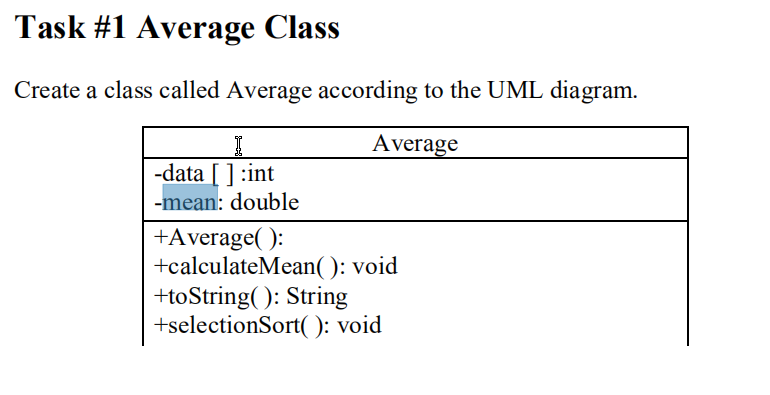 Task #1 Average Class
Create a class called Average according to the UML diagram.
Average
-data [ ] :int
-mean: double
+Average( ):
+calculateMean( ): void
+toString( ): String
+selectionSort( ): void